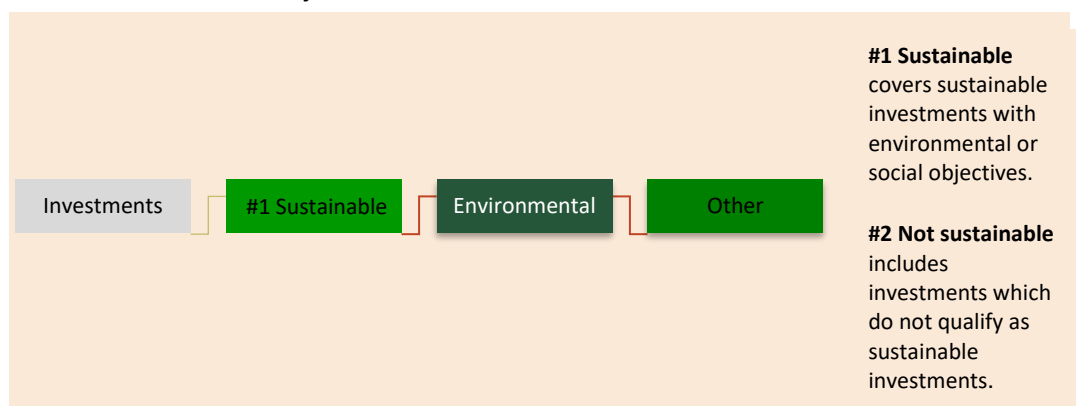 Investments
#1 Sustainable
Environmental
Other
#1 Sustainable
covers sustainable
investments with
environmental or
social objectives.
#2 Not sustainable
includes
investments which
do not qualify as
sustainable
investments.